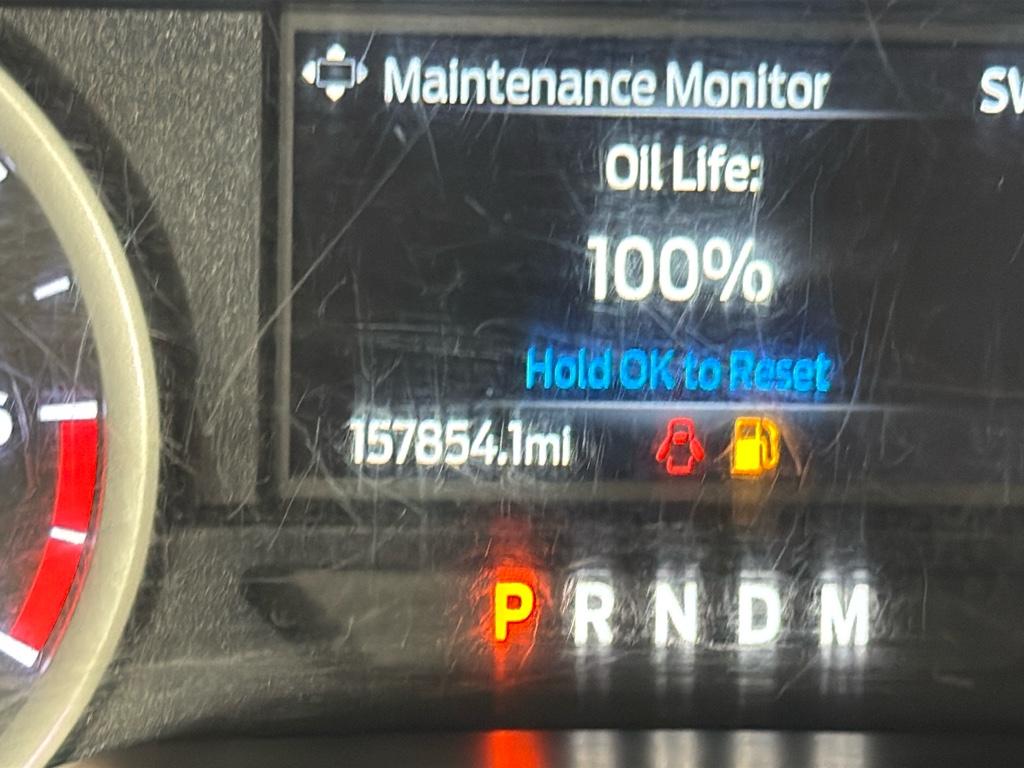 Maintenance Monitor
Oil Life:
100%
Hold OK to Reset
157854.1mi
P R N D M